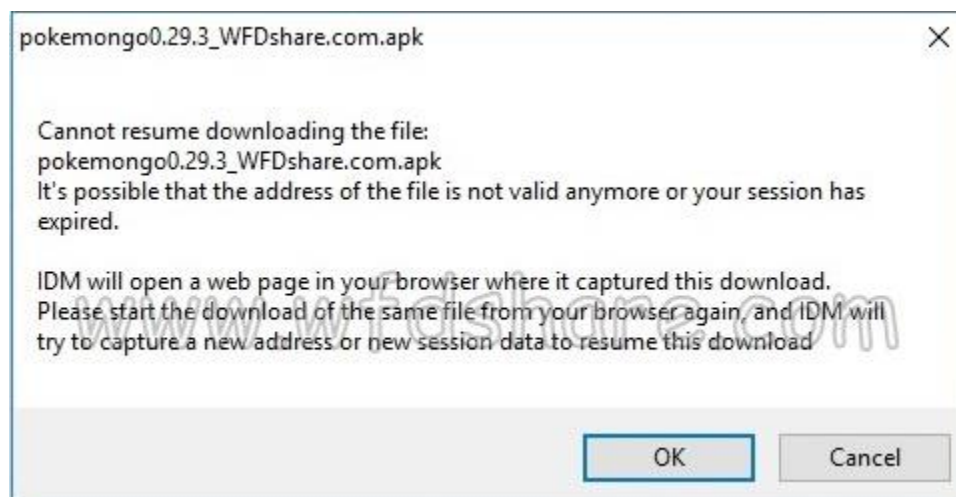 pokemongo0.29.3_WFDshare.com.apk
Cannot resume downloading the file:
pokemongo0.29.3_WFDshare.com.apk
It's possible that the address of the file is not valid anymore or your session has
expired.
IDM will open a web page in your browser where it captured this download.
Please start the download of the same file from your browser again, and IDM will
try to capture a new address or new session data to resume this download
www.wfdshare.com
OK
Cancel